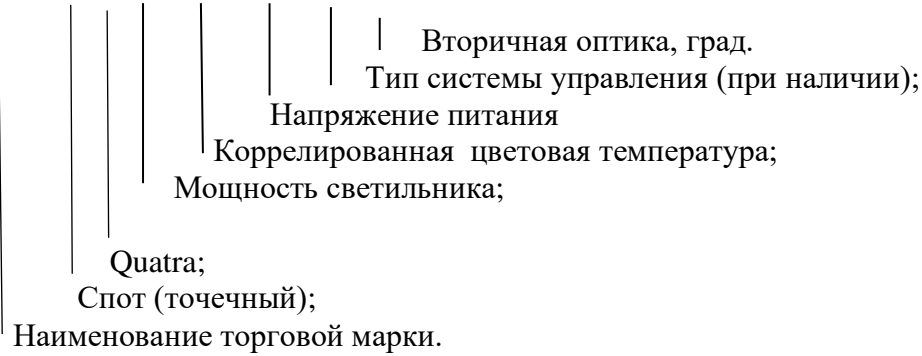 Вторичная оптика, град.
Тип системы управления (при наличии);
Напряжение питания
Коррелированная цветовая температура;
Мощность светильника;
Quatra;
Спот (точечный);
Наименование торговой марки.